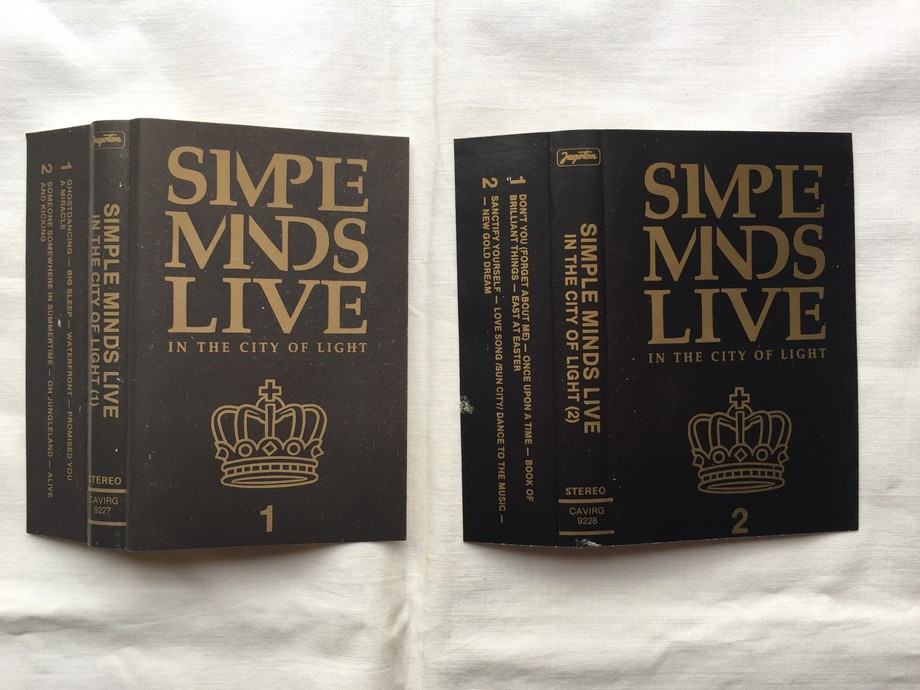 1 GHOSTDANCING — BIG SLEEP — WATERFRONT — PROMISED YOU
A MIRACLE
2 SOMEONE SOMEWHERE IN SUMMERTIME — OH JUNGLELAND — ALIVE
AND KICKING
Jugoton
SIMPLE MINDS LIVE
IN THE CITY OF LIGHT (1)
STEREO
CAVIRG
9227
SIMPLE
MINDS
LIVE
IN THE CITY OF LIGHT
1
1 DON'T YOU (FORGET ABOUT ME) — ONCE UPON A TIME — BOOK OF
BRILLIANT THINGS — EAST AT EASTER
2 SANCTIFY YOURSELF — LOVE SONG /SUN CITY/ DANCE TO THE MUSIC —
— NEW GOLD DREAM
Jugoton
SIMPLE MINDS LIVE
IN THE CITY OF LIGHT (2)
STEREO
CAVIRG
9228
SIMPLE
MINDS
LIVE
IN THE CITY OF LIGHT
2